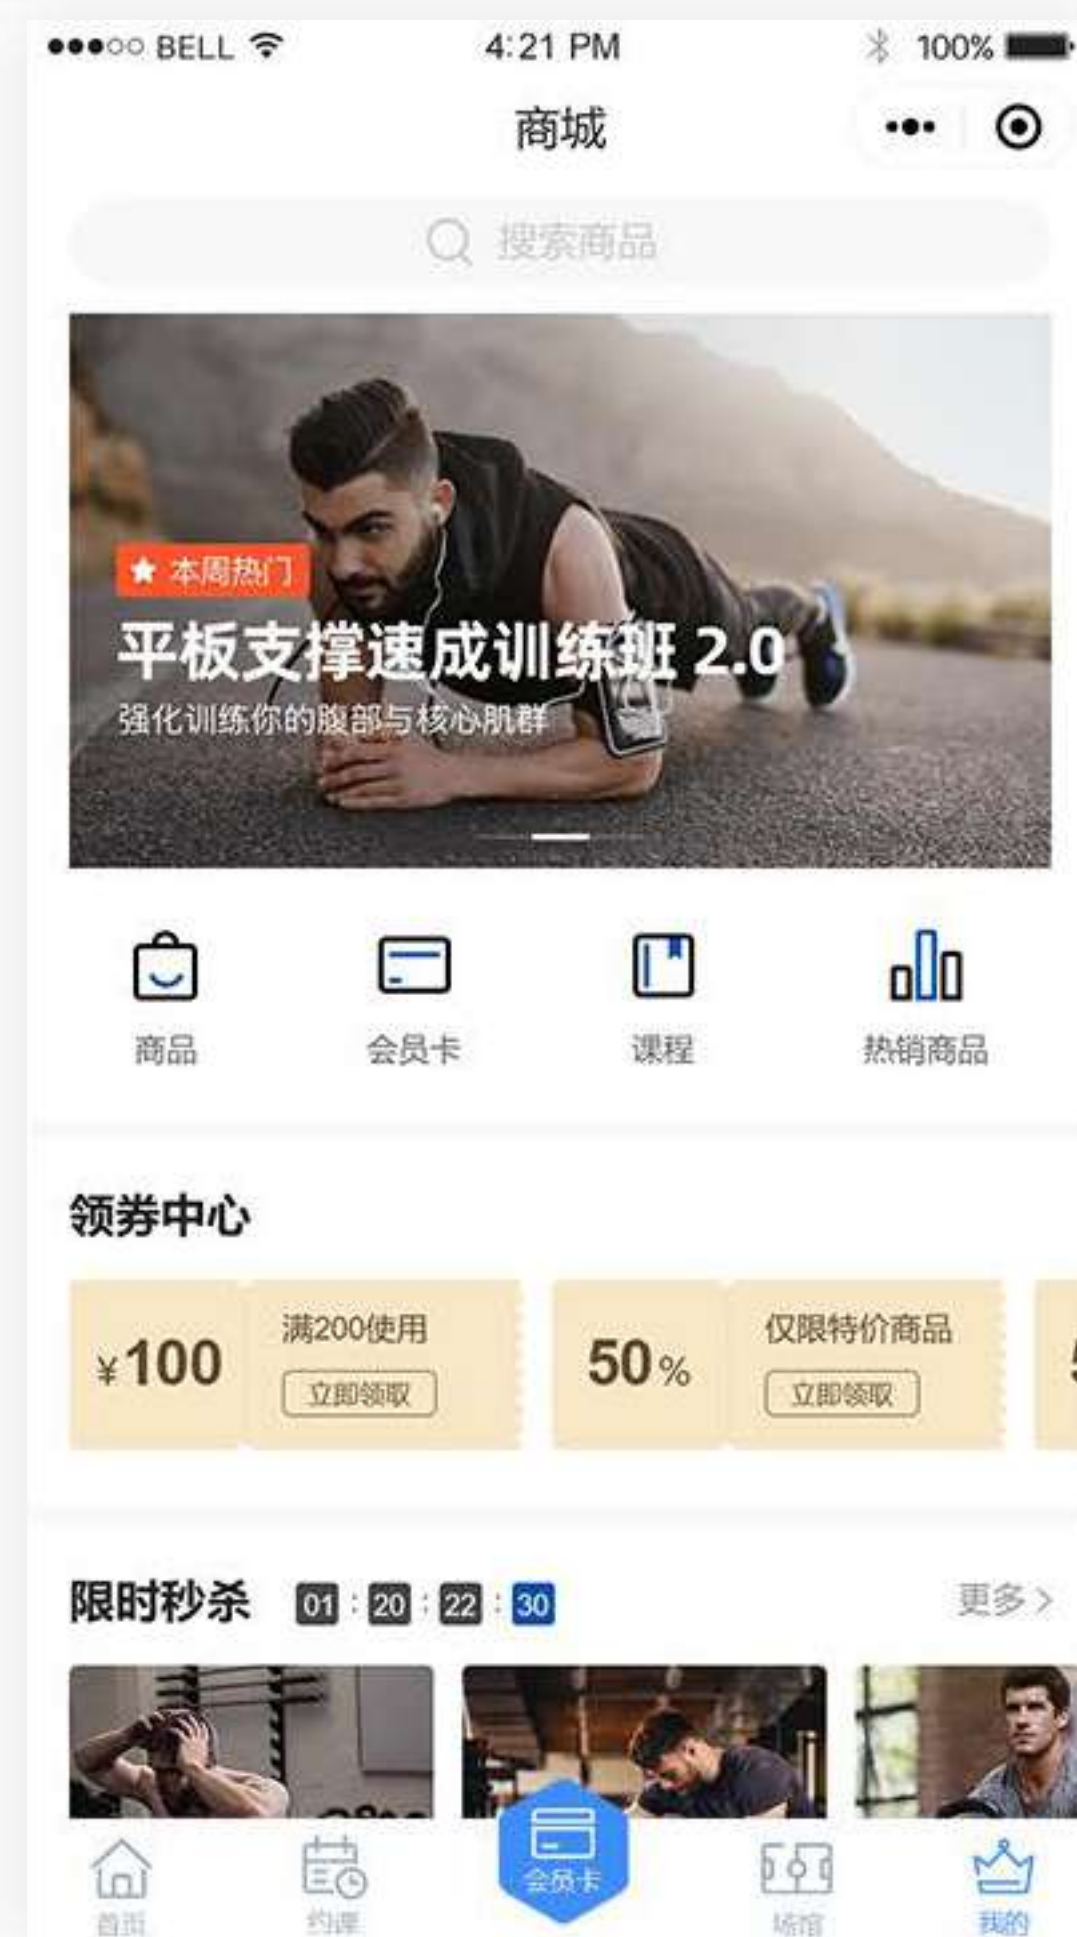 BELL 4:21 PM 100%
商城
搜索商品
本周热门
平板支撑速成训练班 2.0
强化训练你的腹部与核心肌群
商品 会员卡 课程 热销商品
领券中心
¥100 满200使用 立即领取
50% 仅限特价商品 立即领取
限时秒杀 01:20:22:30 更多
会员卡
首页 约课 场馆 我的